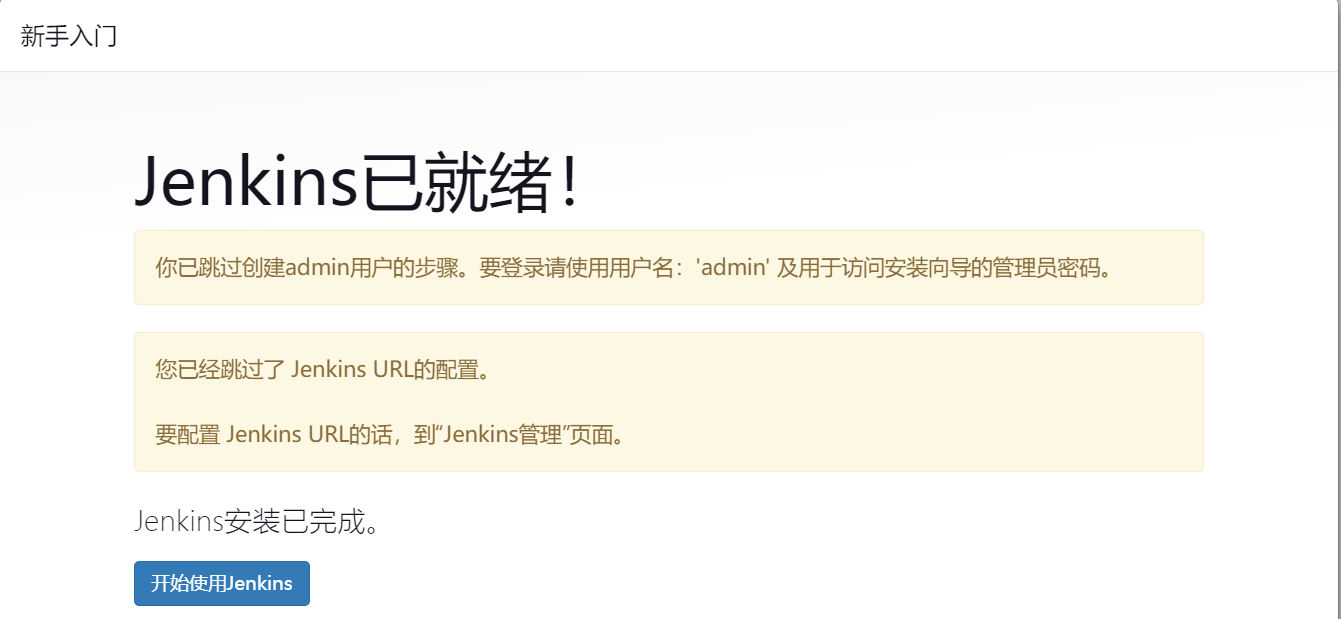 新手入门
Jenkins已就绪！
你已跳过创建admin用户的步骤。要登录请使用用户名：'admin' 及用于访问安装向导的管理员密码。
您已经跳过了 Jenkins URL的配置。
要配置 Jenkins URL的话，到“Jenkins管理”页面。
Jenkins安装已完成。
开始使用Jenkins